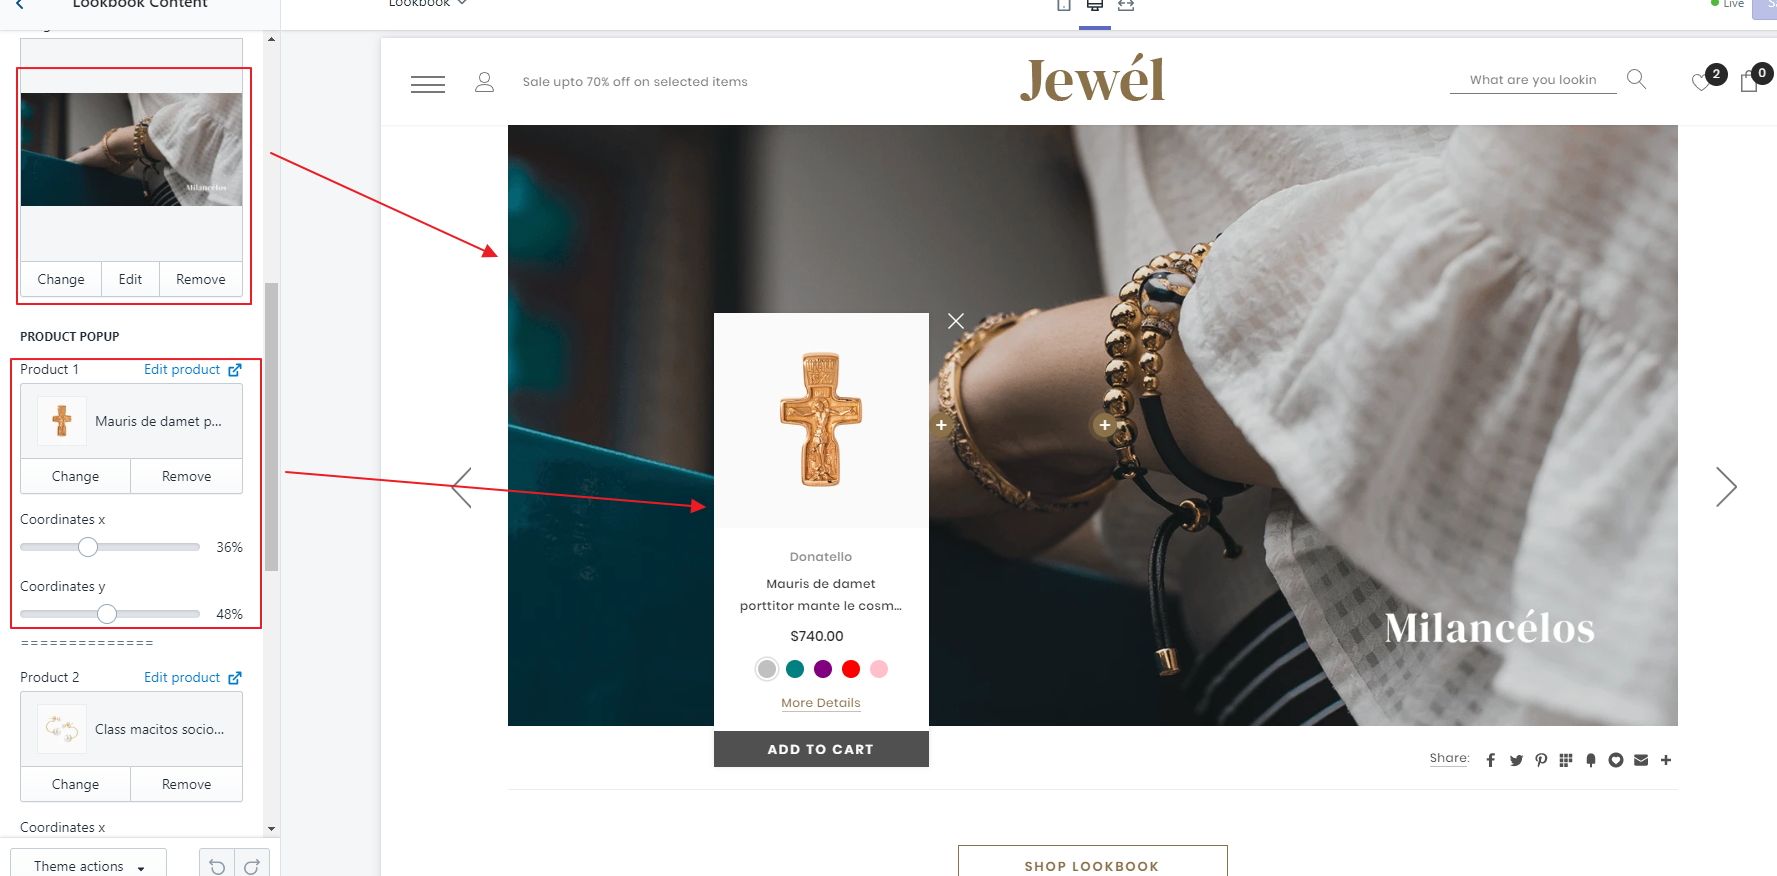 Lookbook Content
Milancélos
Change Edit Remove
PRODUCT POPUP
Product 1 Edit product
Mauris de damet p...
Change Remove
Coordinates x
36%
Coordinates y
48%
==============
Product 2 Edit product
Class macitos socio...
Change Remove
Coordinates x
Theme actions
Lookbook
Live
Sale upto 70% off on selected items
Jewél
What are you lookin
2
0
+ +
Donatello
Mauris de damet
porttitor mante le cosm...
$740.00
More Details
ADD TO CART
Milancélos
Share:
SHOP LOOKBOOK